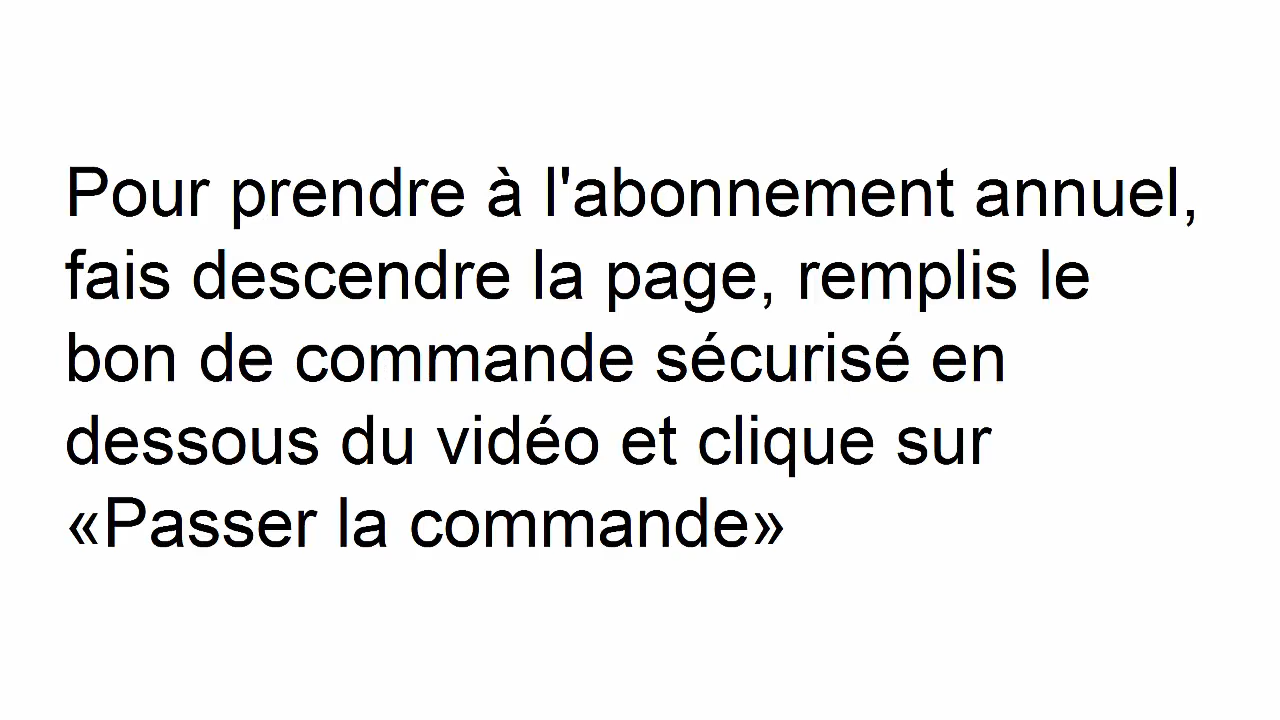 Pour prendre à l'abonnement annuel,
fais descendre la page, remplis le
bon de commande sécurisé en
dessous du vidéo et clique sur
«Passer la commande»